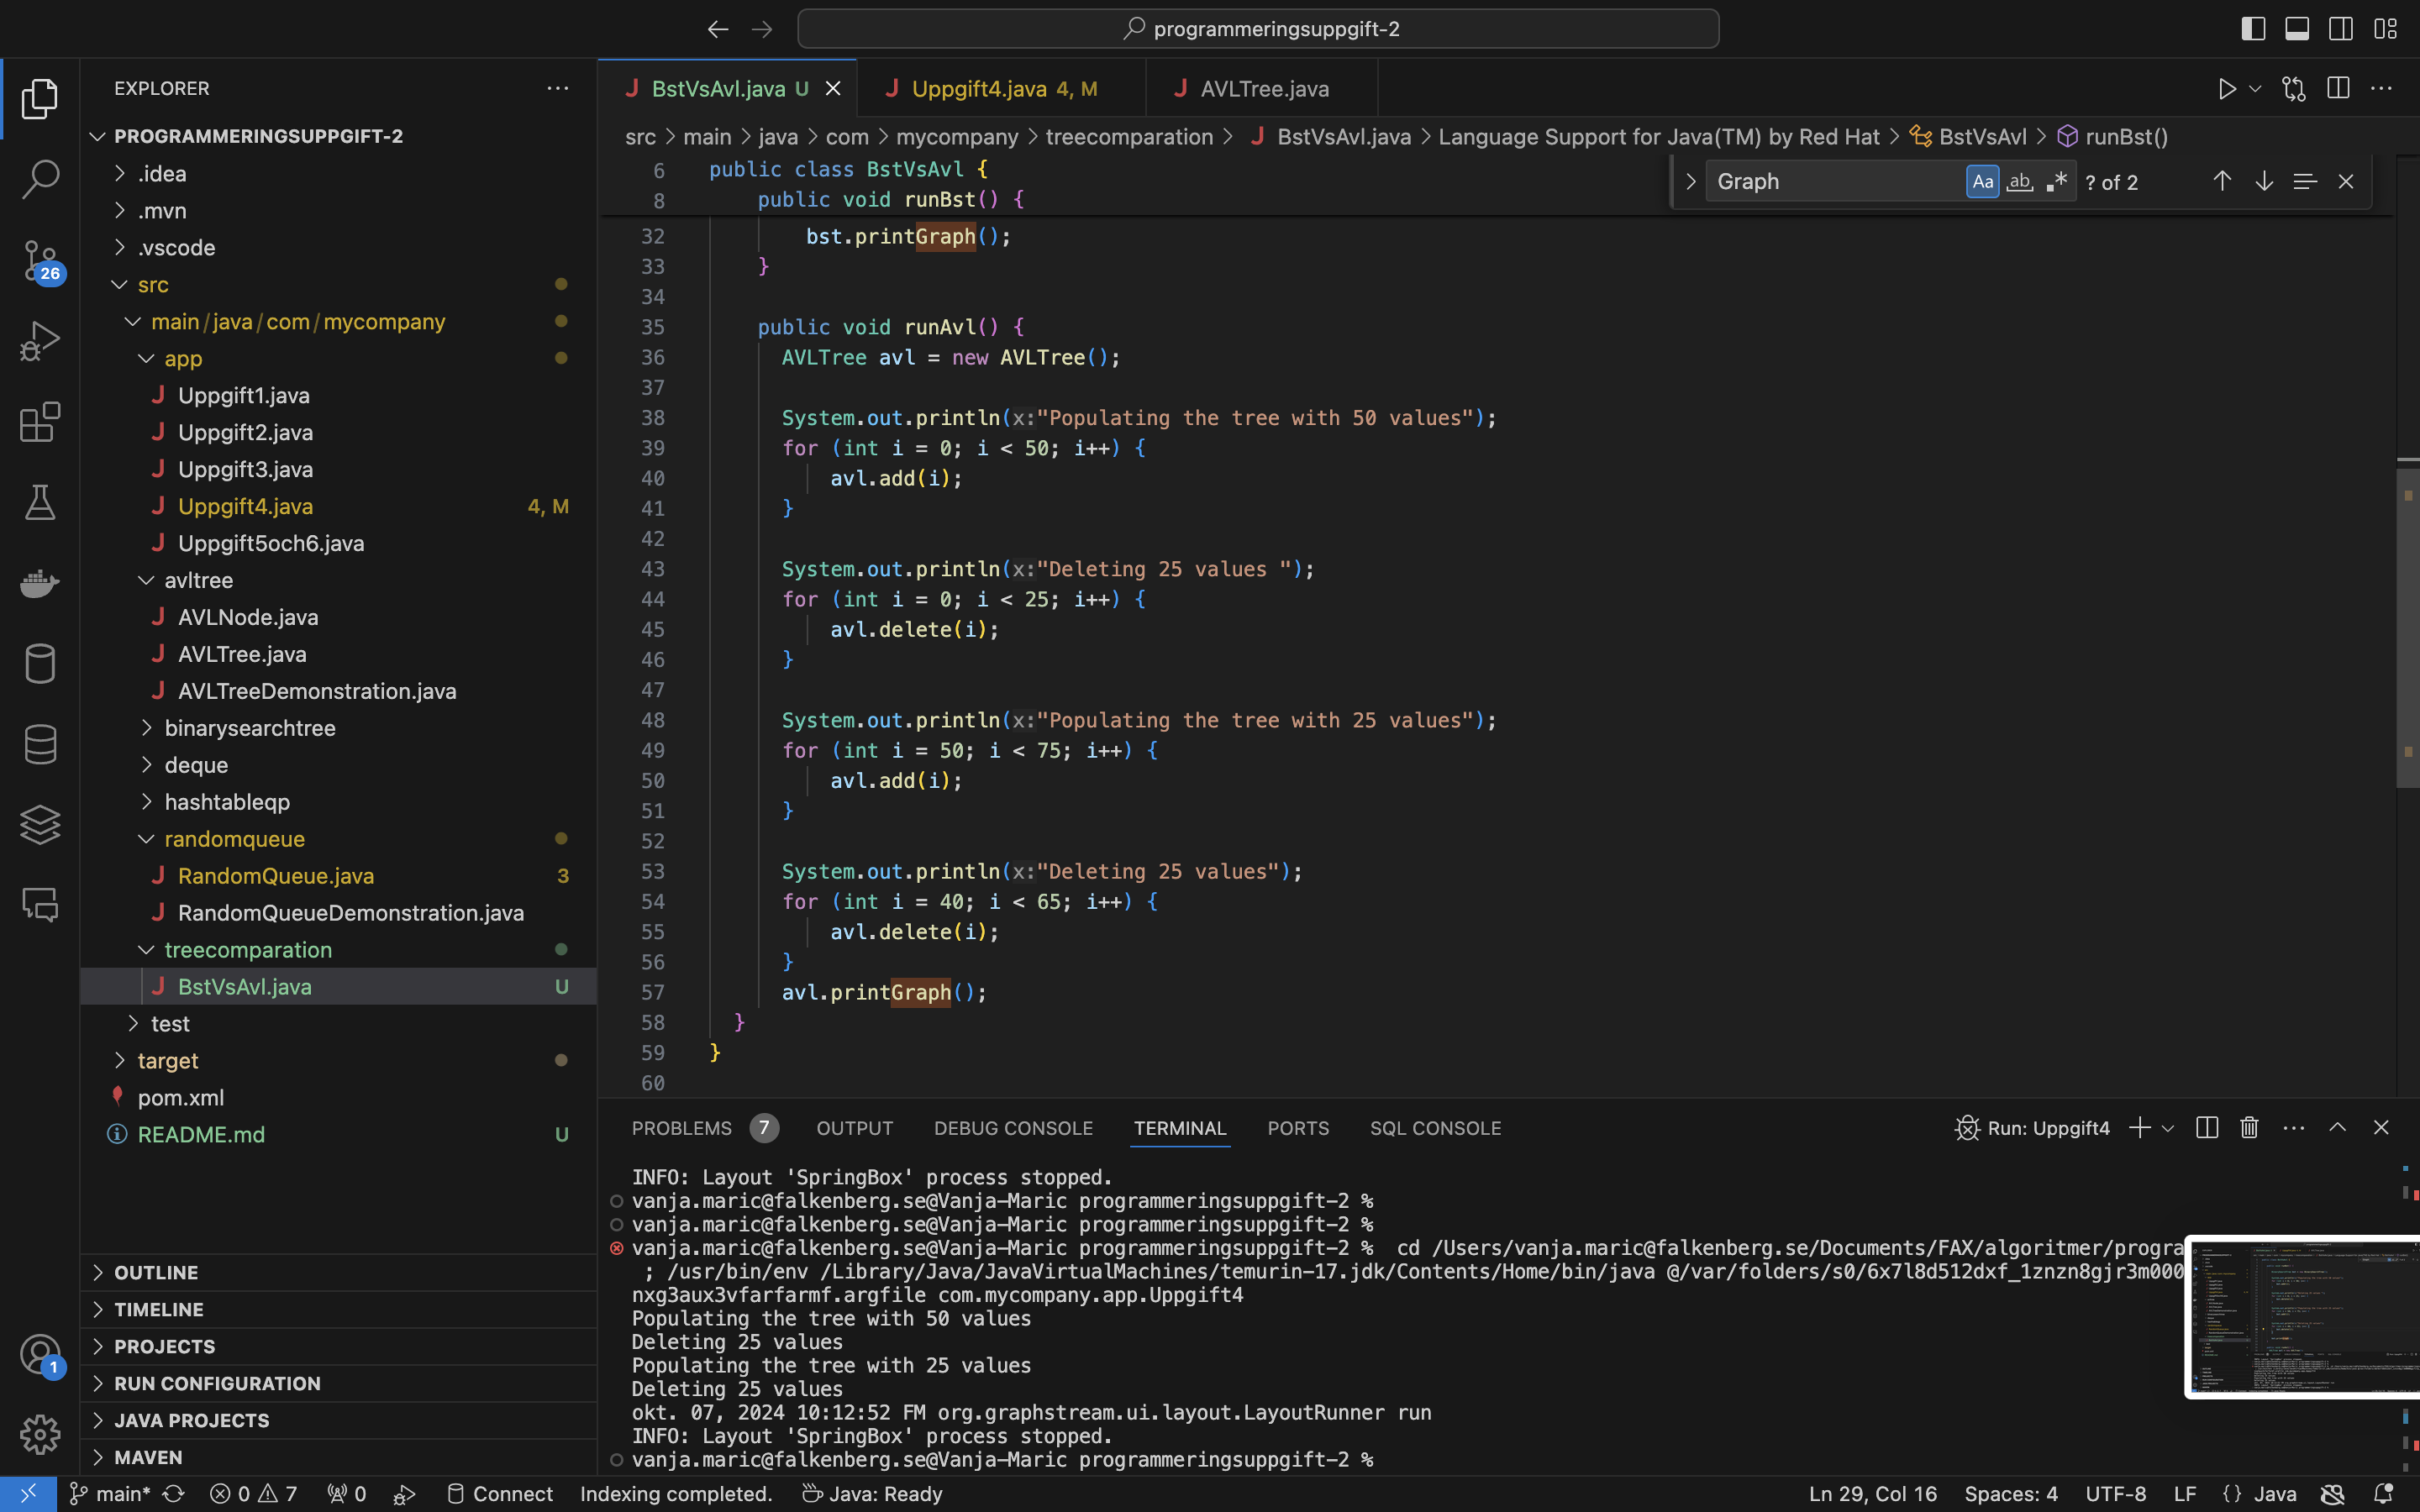 programmeringsuppgift-2
EXPLORER
PROGRAMMERINGSUPPGIFT-2
.idea
.mvn
.vscode
src
main/java/com/mycompany
app
Uppgift1.java
Uppgift2.java
Uppgift3.java
Uppgift4.java 4, M
Uppgift5och6.java
avltree
AVLNode.java
AVLTree.java
AVLTreeDemonstration.java
binarysearchtree
deque
hashtableqp
randomqueue
RandomQueue.java 3
RandomQueueDemonstration.java
treecomparation
BstVsAvl.java U
test
target
pom.xml
README.md U
OUTLINE
TIMELINE
PROJECTS
RUN CONFIGURATION
JAVA PROJECTS
MAVEN
26
1
BstVsAvl.java U
Uppgift4.java 4, M
AVLTree.java
src > main > java > com > mycompany > treecomparation > BstVsAvl.java > Language Support for Java(TM) by Red Hat > BstVsAvl > runBst()
Graph Aa ab ? of 2
6 public class BstVsAvl {
8 public void runBst() {
32 bst.printGraph();
33 }
34
35 public void runAvl() {
36 AVLTree avl = new AVLTree();
37
38 System.out.println(x:"Populating the tree with 50 values");
39 for (int i = 0; i < 50; i++) {
40 avl.add(i);
41 }
42
43 System.out.println(x:"Deleting 25 values ");
44 for (int i = 0; i < 25; i++) {
45 avl.delete(i);
46 }
47
48 System.out.println(x:"Populating the tree with 25 values");
49 for (int i = 50; i < 75; i++) {
50 avl.add(i);
51 }
52
53 System.out.println(x:"Deleting 25 values");
54 for (int i = 40; i < 65; i++) {
55 avl.delete(i);
56 }
57 avl.printGraph();
58 }
59 }
60
PROBLEMS 7 OUTPUT DEBUG CONSOLE TERMINAL PORTS SQL CONSOLE
Run: Uppgift4
INFO: Layout 'SpringBox' process stopped.
vanja.maric@falkenberg.se@Vanja-Maric programmeringsuppgift-2 %
vanja.maric@falkenberg.se@Vanja-Maric programmeringsuppgift-2 %
vanja.maric@falkenberg.se@Vanja-Maric programmeringsuppgift-2 % cd /Users/vanja.maric@falkenberg.se/Documents/FAX/algoritmer/progra
; /usr/bin/env /Library/Java/JavaVirtualMachines/temurin-17.jdk/Contents/Home/bin/java @/var/folders/s0/6x7l8d512dxf_1znzn8gjr3m000
nxg3aux3vfarfarmf.argfile com.mycompany.app.Uppgift4
Populating the tree with 50 values
Deleting 25 values
Populating the tree with 25 values
Deleting 25 values
okt. 07, 2024 10:12:52 FM org.graphstream.ui.layout.LayoutRunner run
INFO: Layout 'SpringBox' process stopped.
vanja.maric@falkenberg.se@Vanja-Maric programmeringsuppgift-2 %
main* 0 7 0 Connect Indexing completed. Java: Ready
Ln 29, Col 16 Spaces: 4 UTF-8 LF {} Java